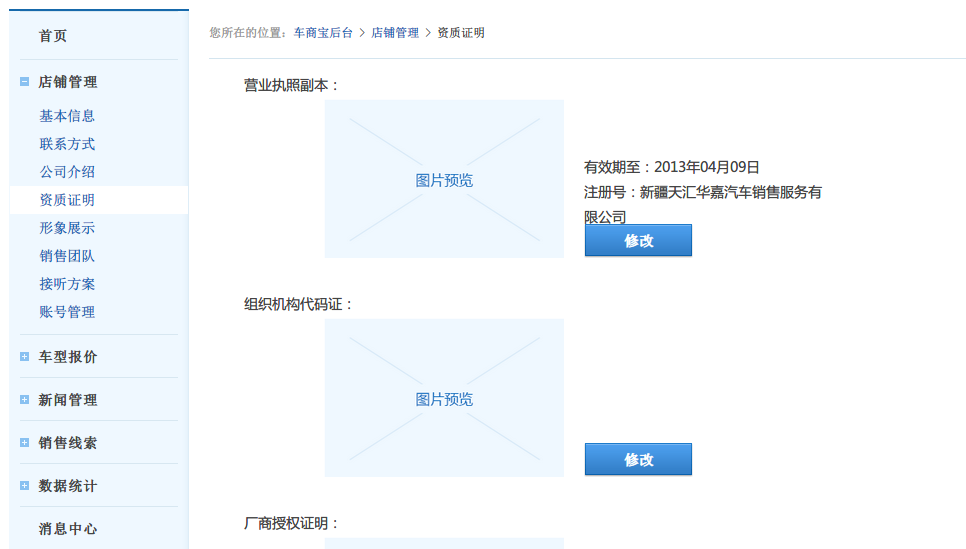 首页
店铺管理
基本信息
联系方式
公司介绍
资质证明
形象展示
销售团队
接听方案
账号管理
车型报价
新闻管理
销售线索
数据统计
消息中心
您所在的位置：车商宝后台 > 店铺管理 > 资质证明
营业执照副本：
图片预览
有效期至：2013年04月09日
注册号：新疆天汇华嘉汽车销售服务有
限公司
修改
组织机构代码证：
图片预览
修改
厂商授权证明：